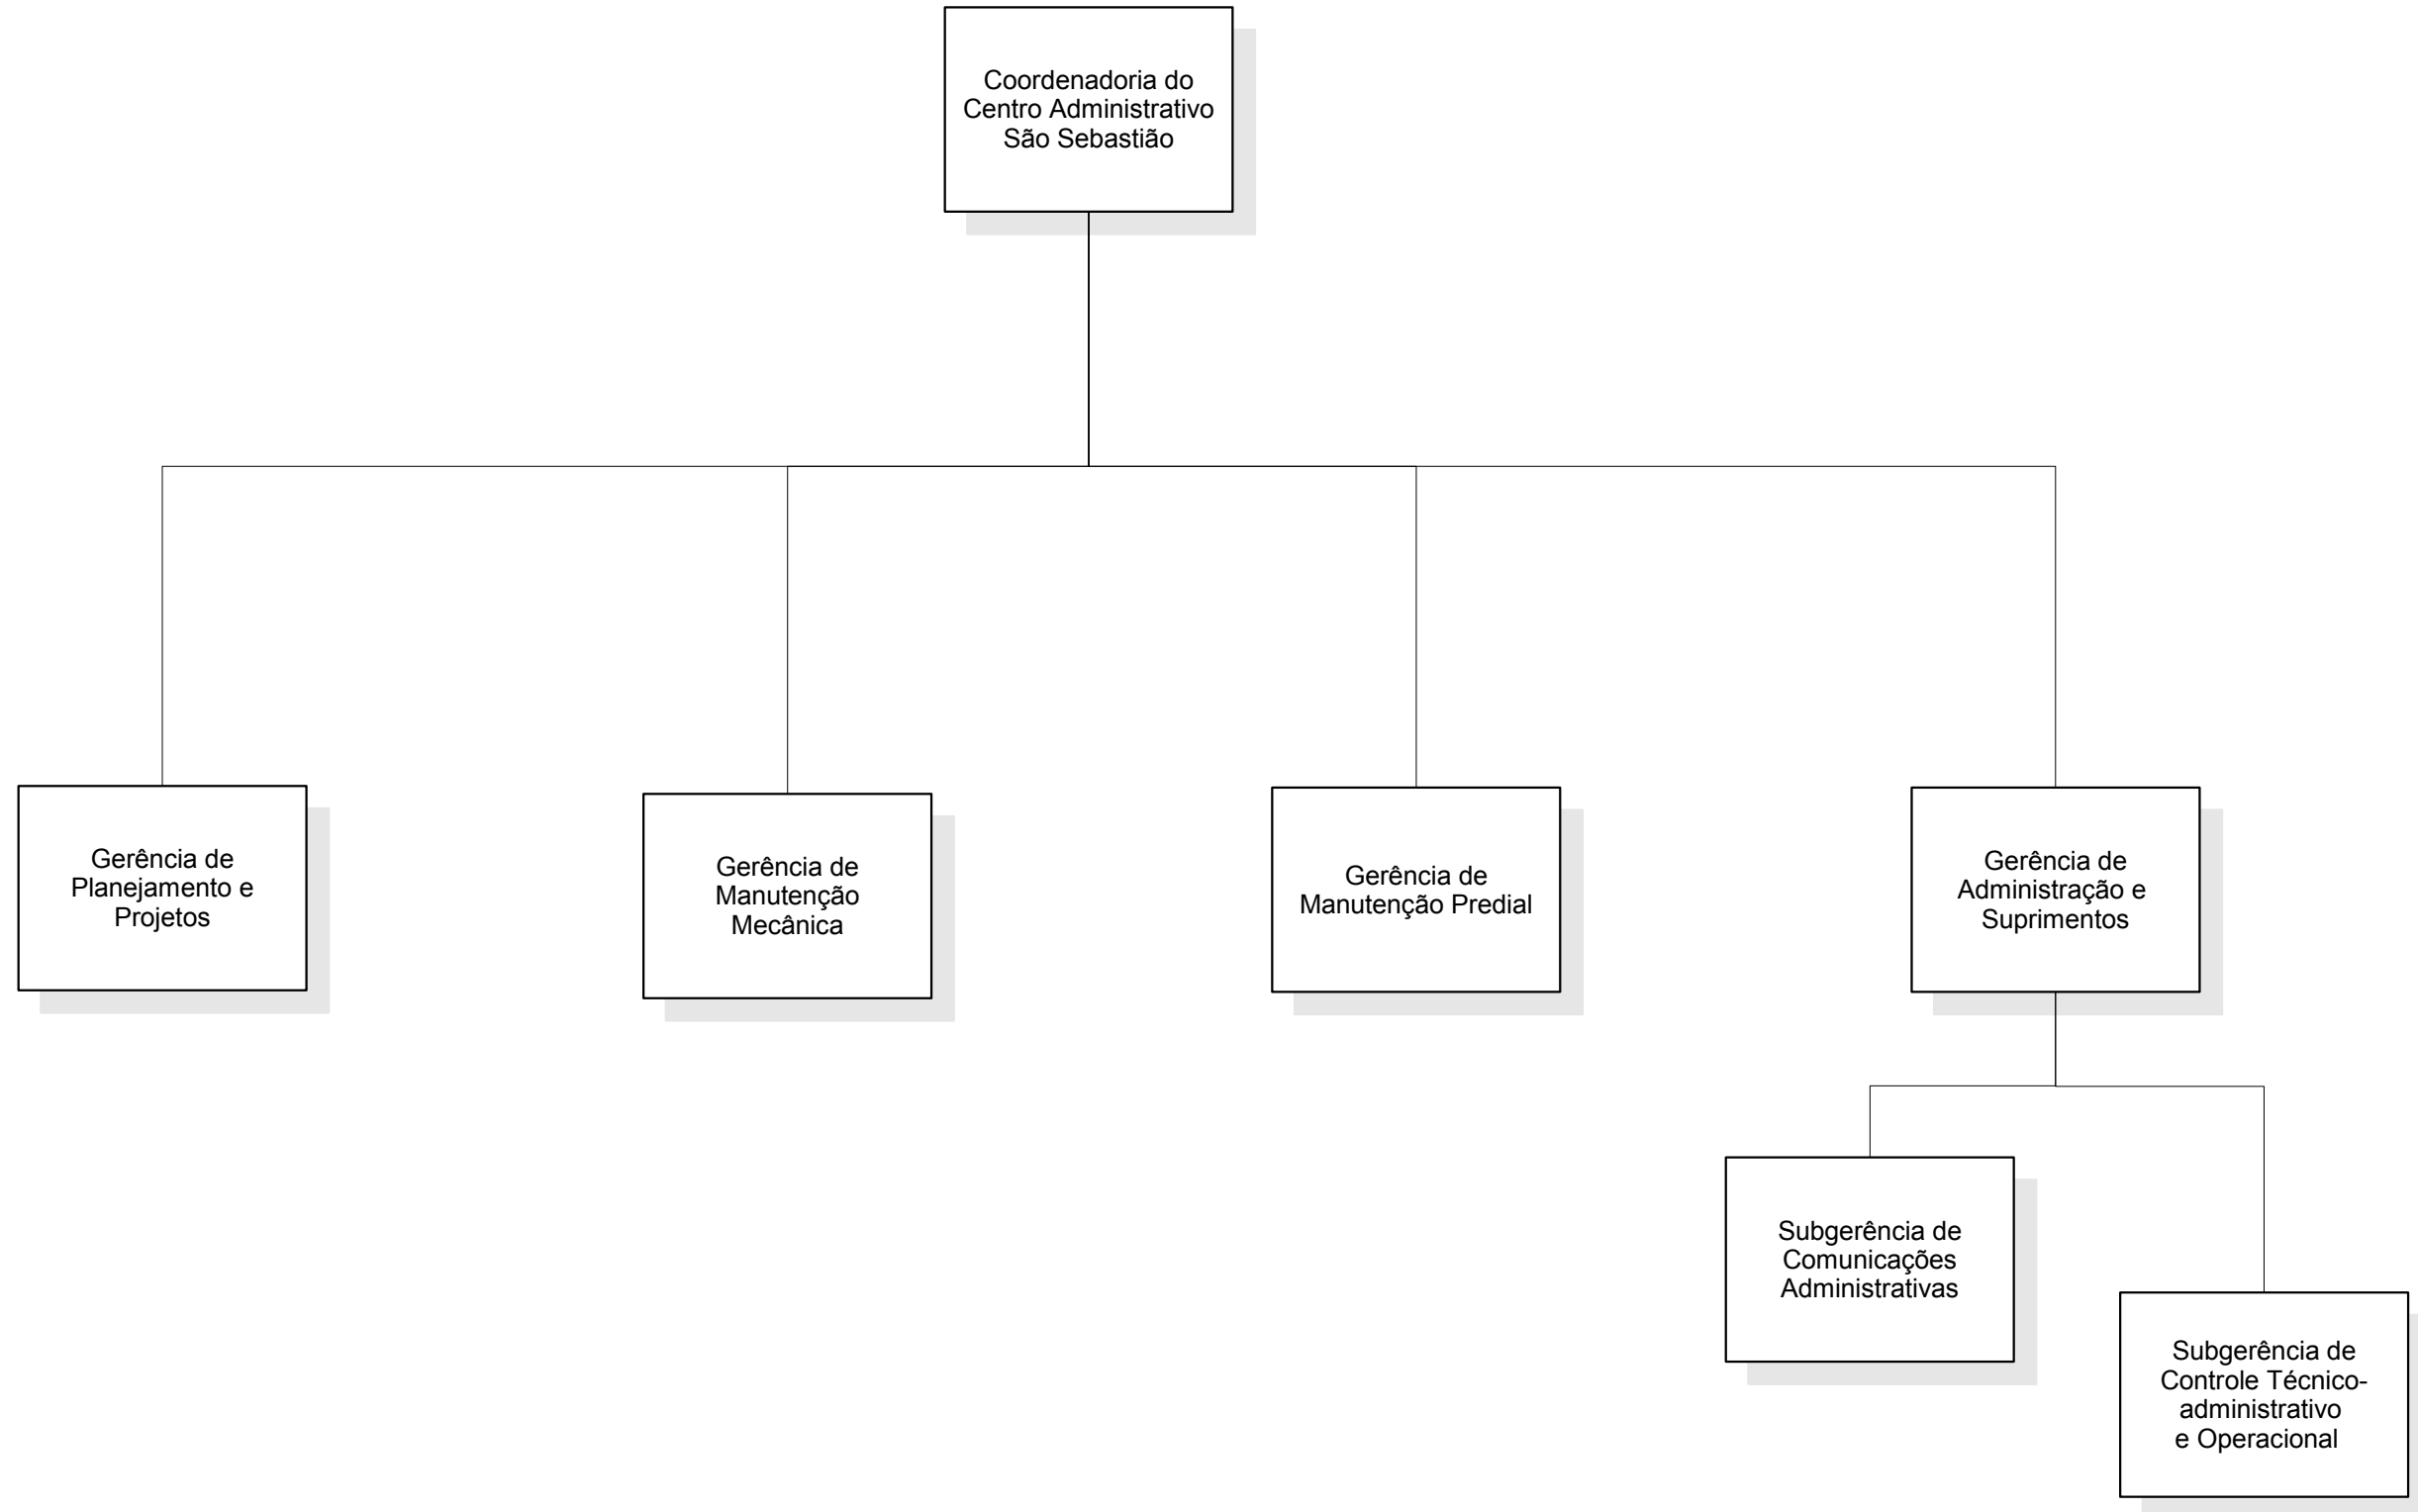 Coordenadoria do
Centro Administrativo
São Sebastião
Gerência de
Planejamento e
Projetos
Gerência de
Manutenção
Mecânica
Gerência de
Manutenção Predial
Gerência de
Administração e
Suprimentos
Subgerência de
Comunicações
Administrativas
Subgerência de
Controle Técnico-
administrativo
e Operacional